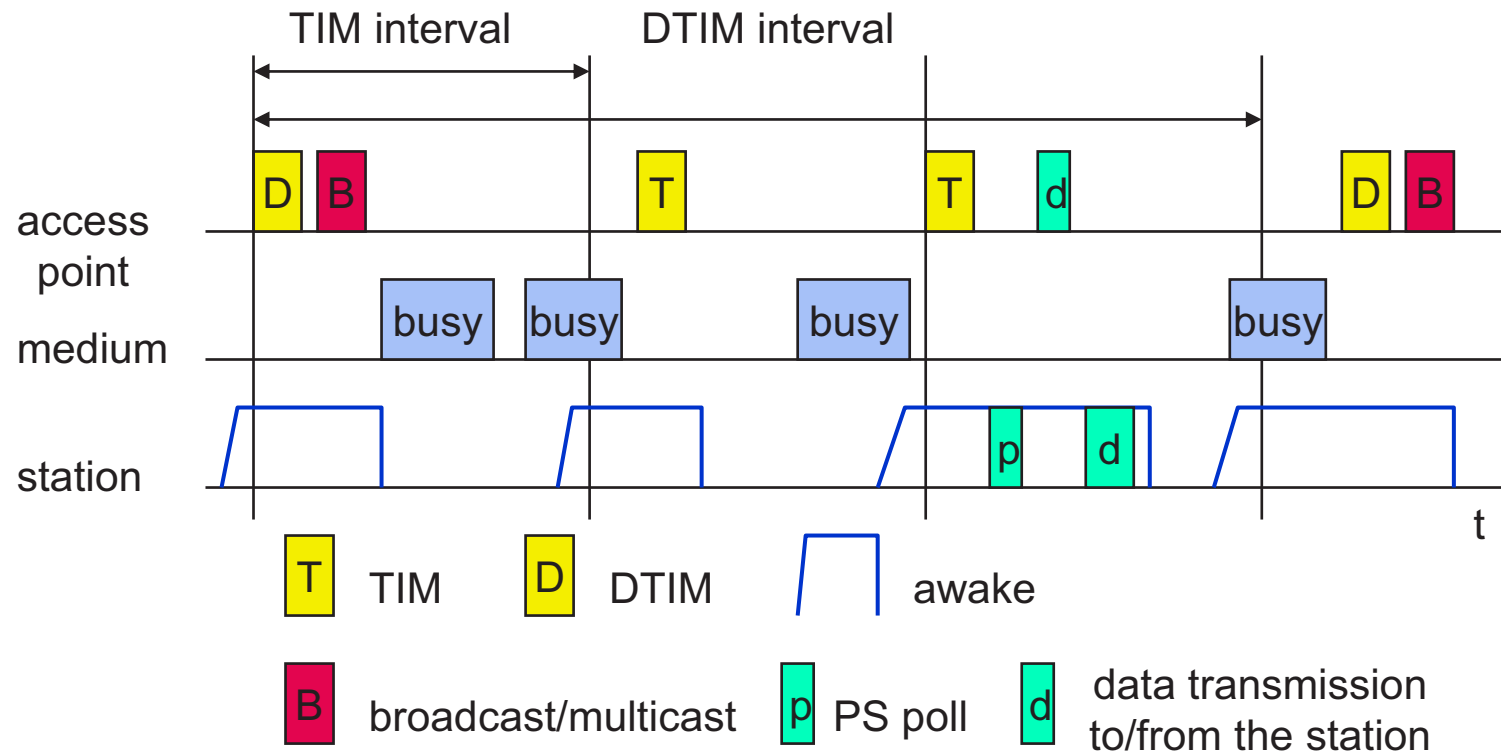 TIM interval DTIM interval
D B T T d D B
access
point
busy busy busy busy
medium
p d
station
t
T TIM D DTIM awake
B broadcast/multicast p PS poll d data transmission
to/from the station